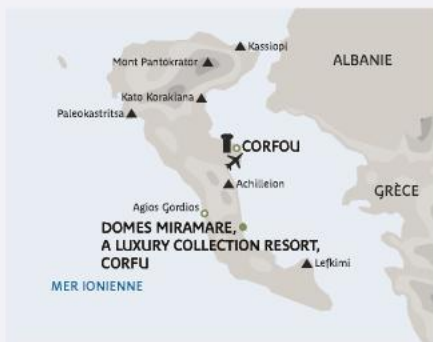 Kassiopi
ALBANIE
Mont Pantokrator
Kato Korakiana
Paleokastritsa
CORFOU
Achilleion
GRÈCE
Agios Gordios
DOMES MIRAMARE,
A LUXURY COLLECTION RESORT,
CORFU
Lefkimi
MER IONIENNE